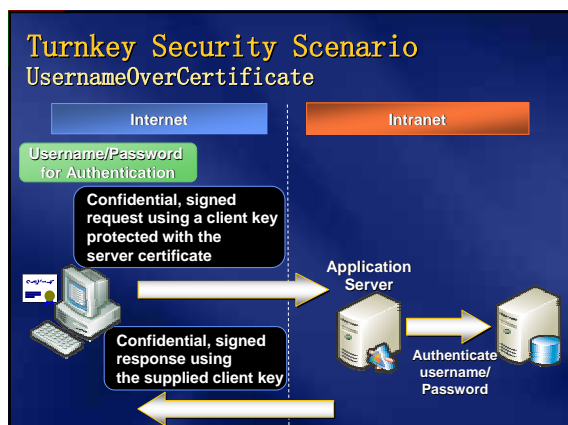 Turnkey Security Scenario
UsernameOverCertificate
Internet
Intranet
Username/Password
for Authentication
Confidential, signed
request using a client key
protected with the
server certificate
Application
Server
Confidential, signed
response using
the supplied client key
Authenticate
username/
Password